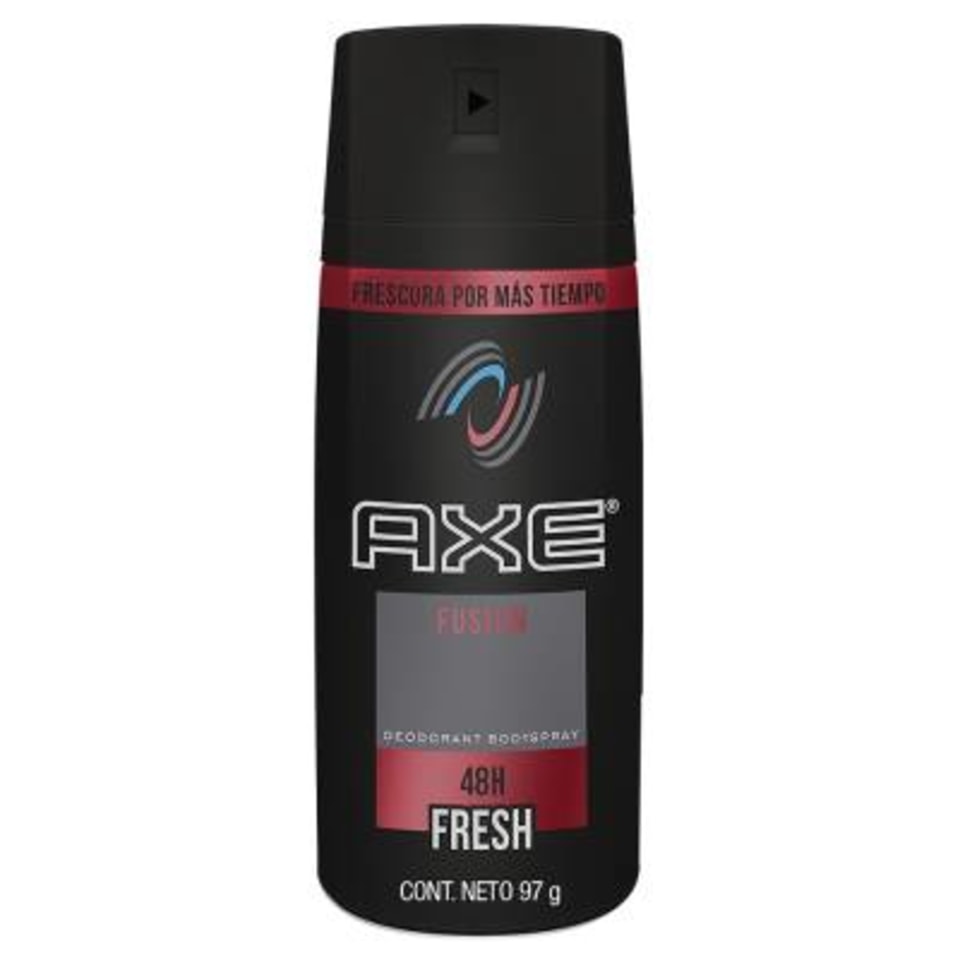 FRESCURA POR MÁS TIEMPO
AXE®
FUSION
DEODORANT BODYSPRAY
48H
FRESH
CONT. NETO 97 g